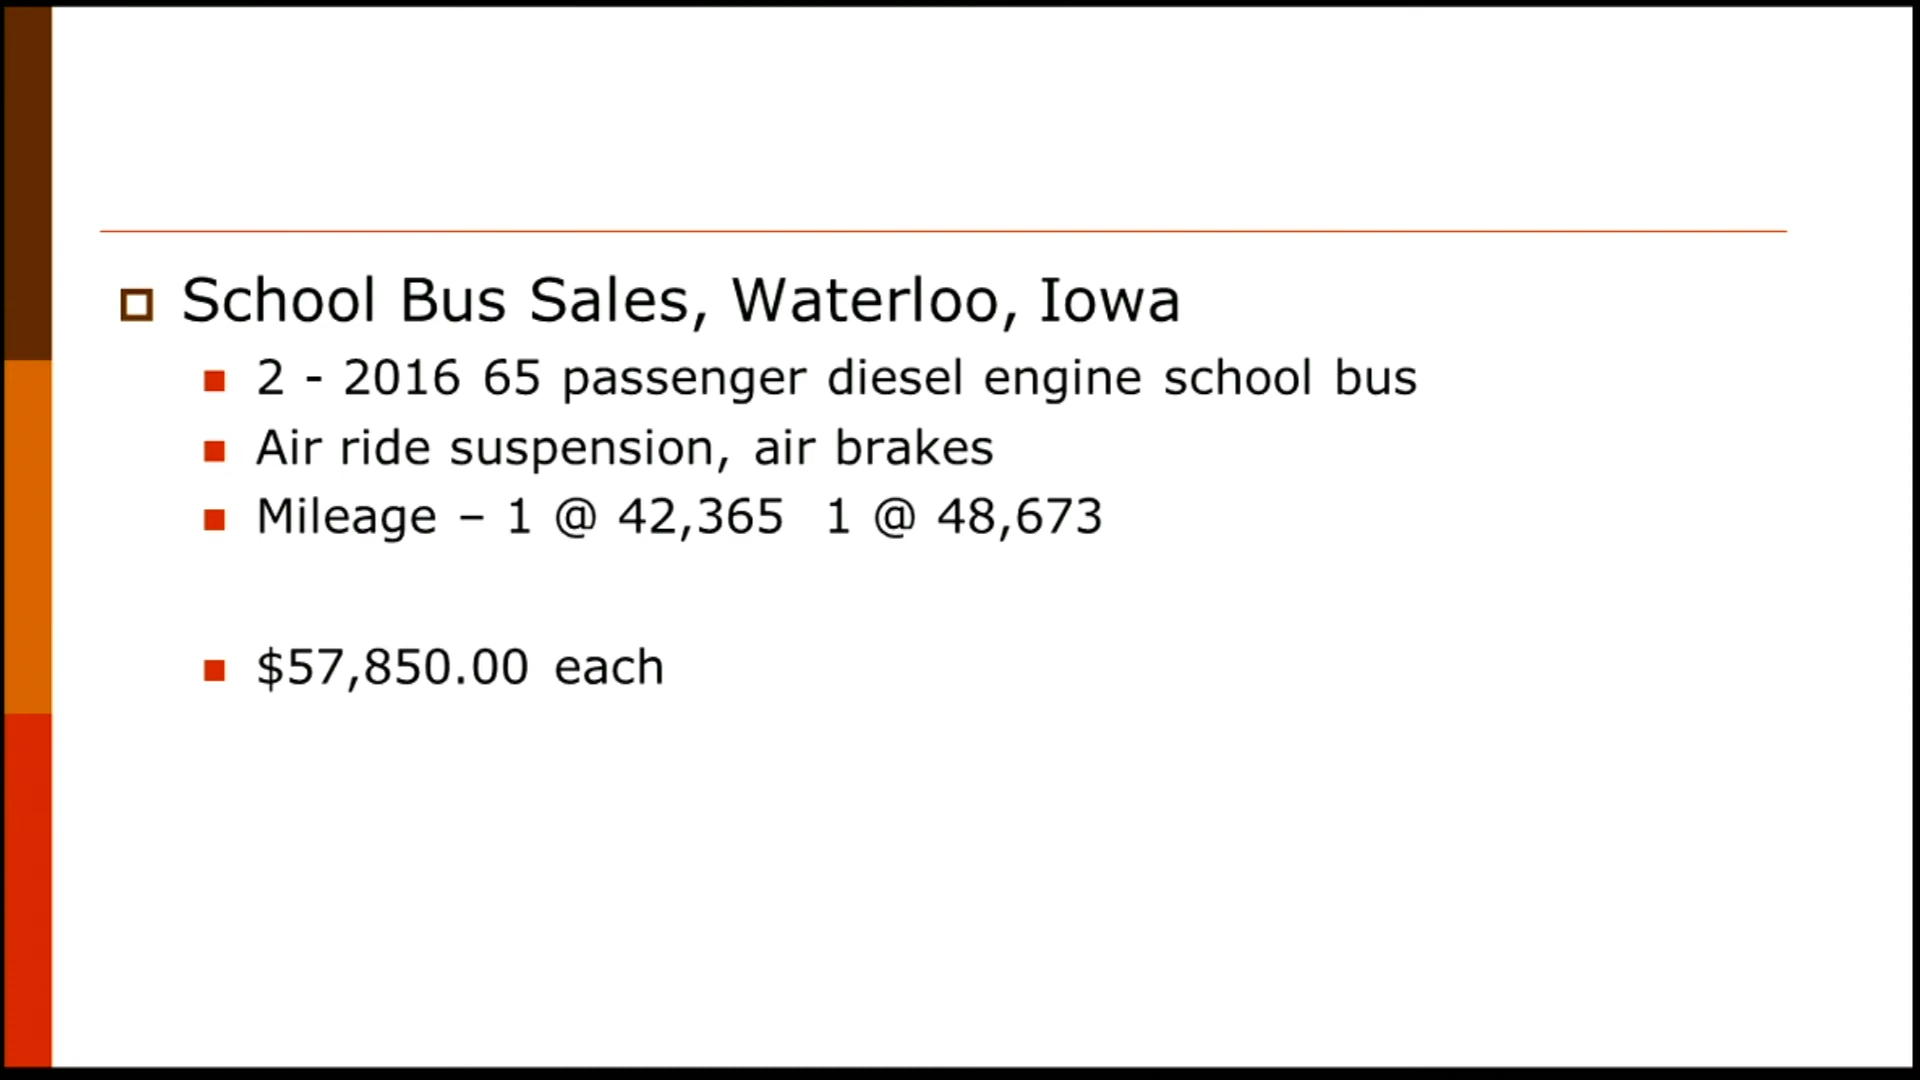 School Bus Sales, Waterloo, Iowa
2 - 2016 65 passenger diesel engine school bus
Air ride suspension, air brakes
Mileage – 1 @ 42,365  1 @ 48,673
$57,850.00 each